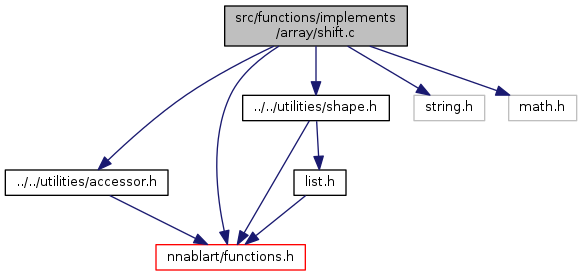 src/functions/implements
/array/shift.c
../../utilities/shape.h
string.h
math.h
../../utilities/accessor.h
list.h
nnablart/functions.h